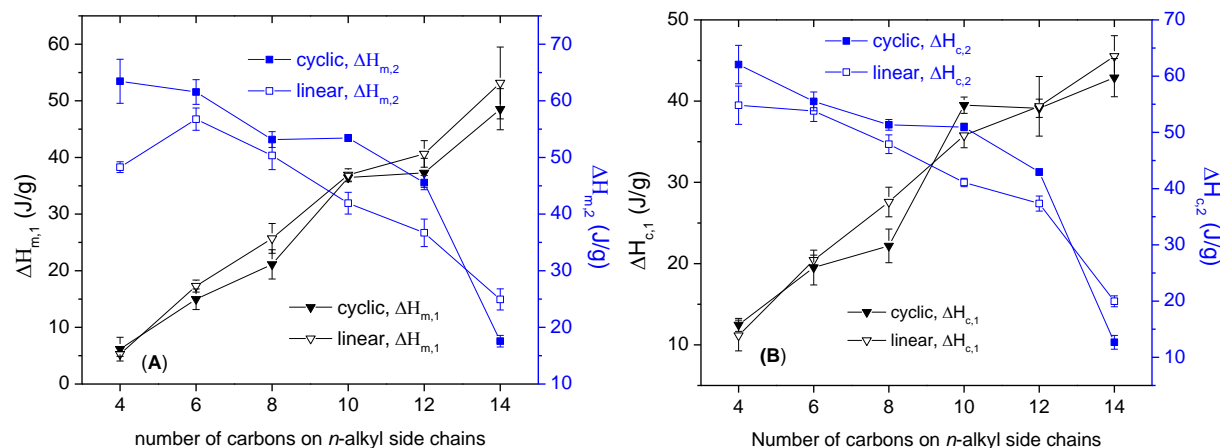 60
50
40
30
20
10
0
ΔHm,1 (J/g)
cyclic, ΔHm,2
linear, ΔHm,2
cyclic, ΔHm,1
linear, ΔHm,1
(A)
70
60
50
40
30
20
10
ΔHm,2 (J/g)
4 6 8 10 12 14
number of carbons on n-alkyl side chains
50
40
30
20
10
ΔHc,1 (J/g)
cyclic, ΔHc,2
linear, ΔHc,2
cyclic, ΔHc,1
linear, ΔHc,1
(B)
70
60
50
40
30
20
10
ΔHc,2 (J/g)
4 6 8 10 12 14
Number of carbons on n-alkyl side chains